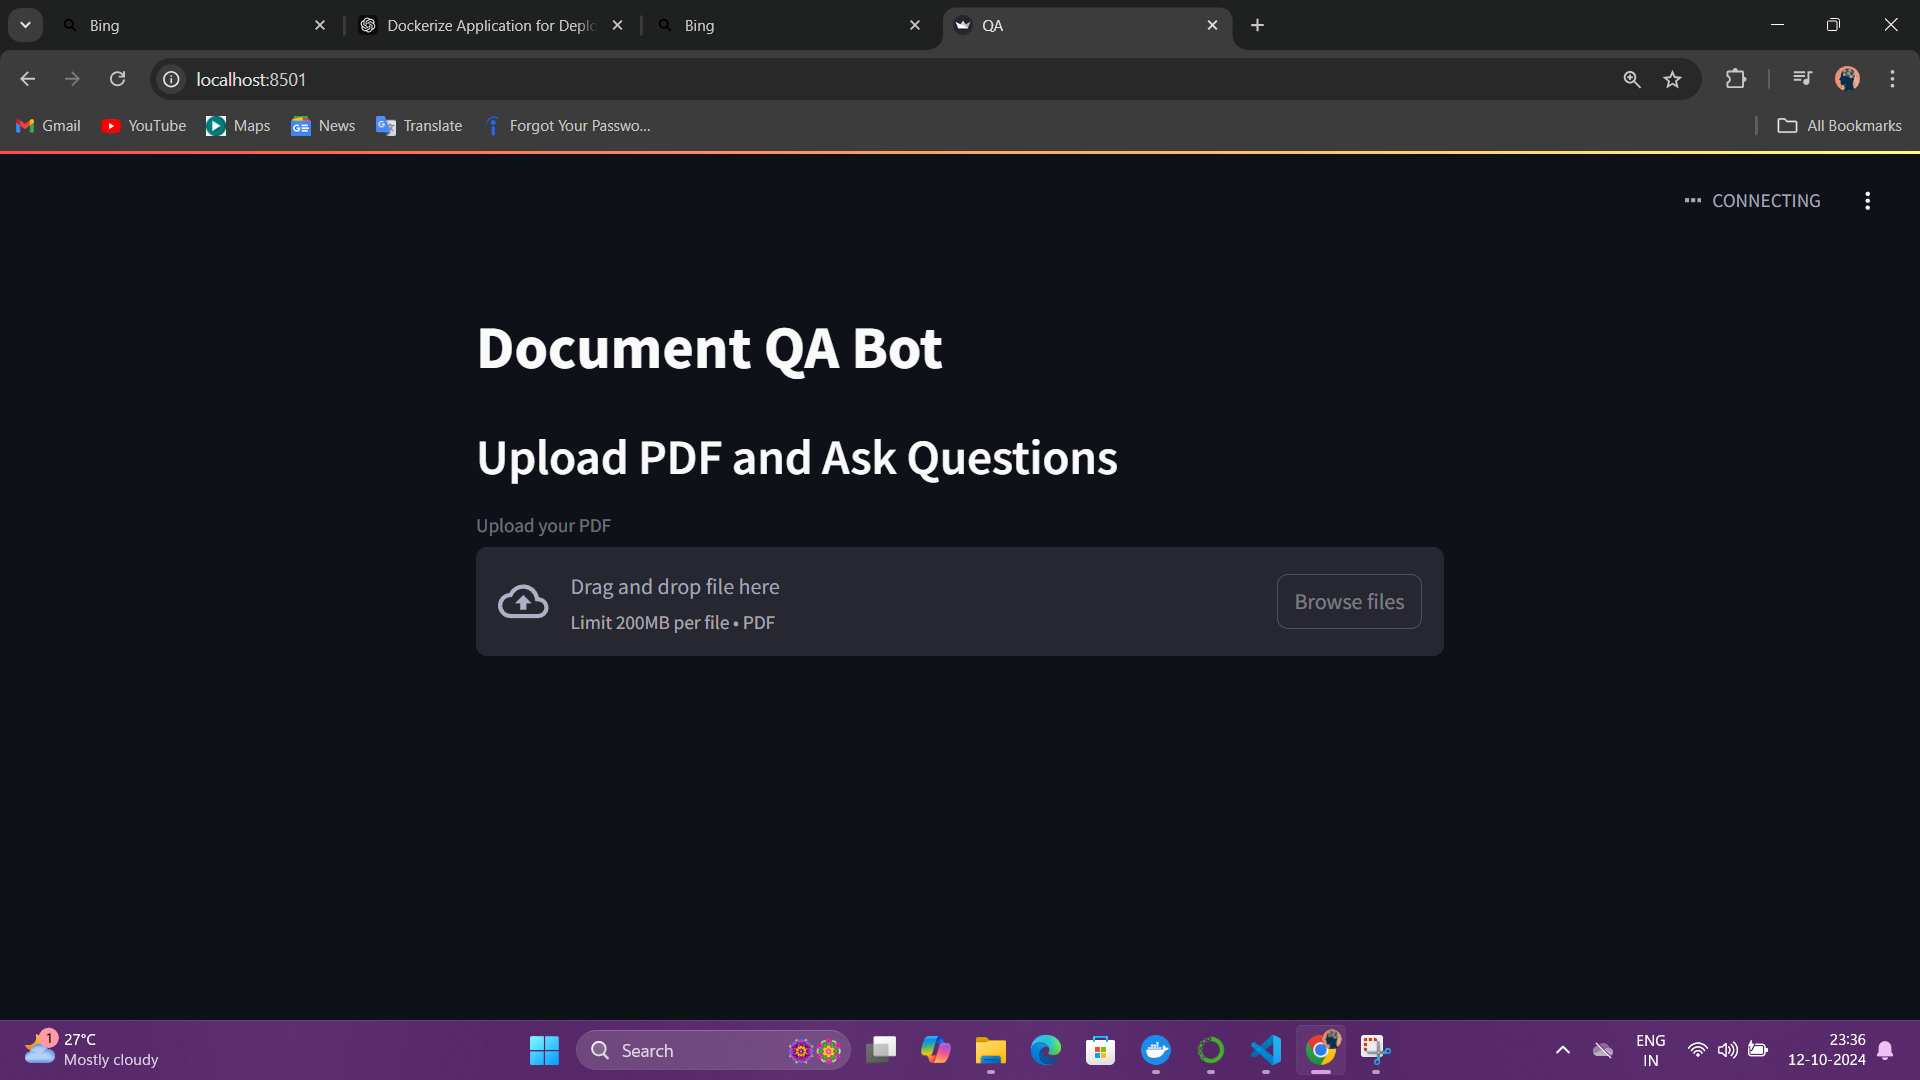 Bing
Dockerize Application for Deplo
Bing
QA
localhost:8501
Gmail
YouTube
Maps
News
Translate
Forgot Your Passwo...
All Bookmarks
CONNECTING
Document QA Bot
Upload PDF and Ask Questions
Upload your PDF
Drag and drop file here
Limit 200MB per file • PDF
Browse files
1
27°C
Mostly cloudy
Search
ENG
IN
23:36
12-10-2024